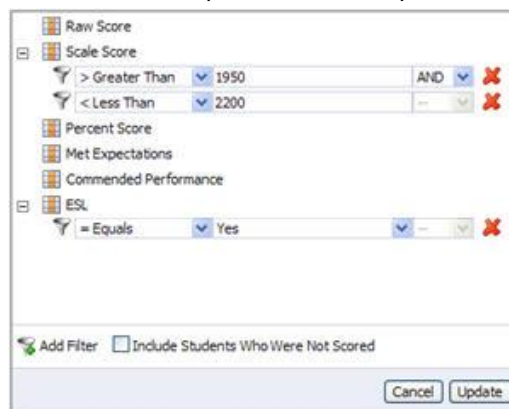 Raw Score
Scale Score
> Greater Than 1950 AND
< Less Than 2200 --
Percent Score
Met Expectations
Commended Performance
ESL
= Equals Yes --
Add Filter Include Students Who Were Not Scored
Cancel Update